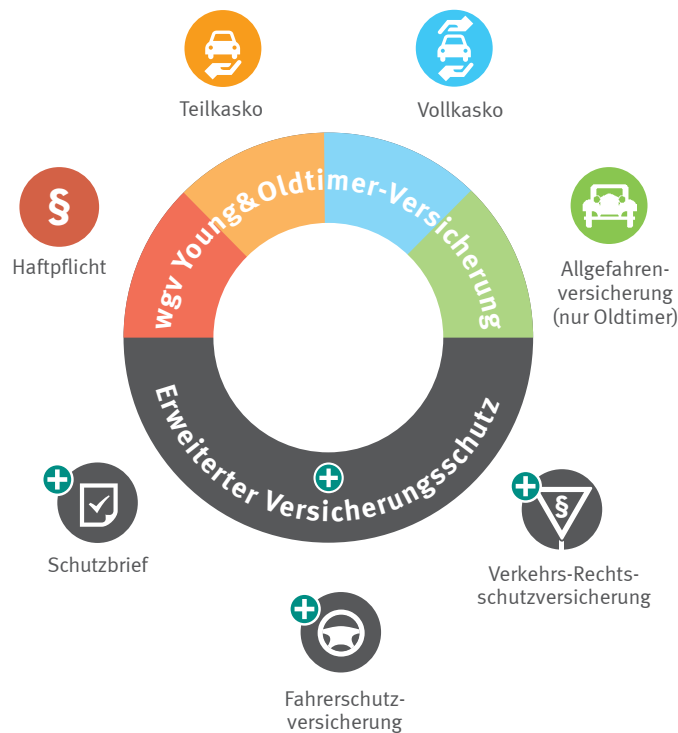 Teilkasko
Vollkasko
§
Haftpflicht
Allgefahren-
versicherung
(nur Oldtimer)
wgv Young&Oldtimer-Versicherung
Erweiterter Versicherungsschutz
Schutzbrief
§
Verkehrs-Rechts-
schutzversicherung
Fahrerschutz-
versicherung